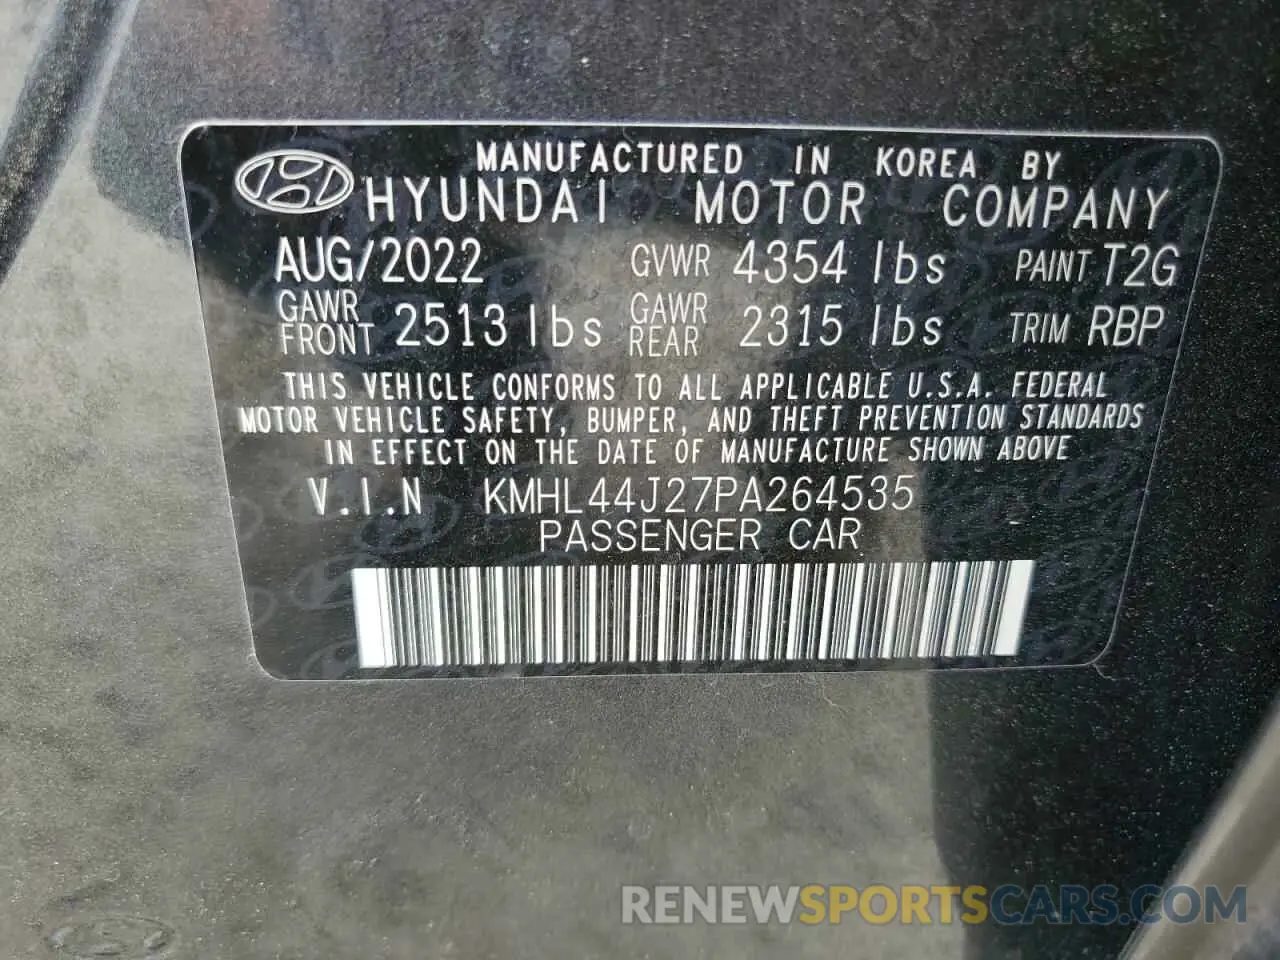 MANUFACTURED IN KOREA BY
HYUNDAI MOTOR COMPANY
AUG/2022 GVWR 4354 lbs PAINT T2G
GAWR FRONT 2513 lbs GAWR REAR 2315 lbs TRIM RBP
THIS VEHICLE CONFORMS TO ALL APPLICABLE U.S.A. FEDERAL
MOTOR VEHICLE SAFETY, BUMPER, AND THEFT PREVENTION STANDARDS
IN EFFECT ON THE DATE OF MANUFACTURE SHOWN ABOVE
V.I.N KMHL44J27PA264535
PASSENGER CAR
RENEWSPORTSCARS.COM